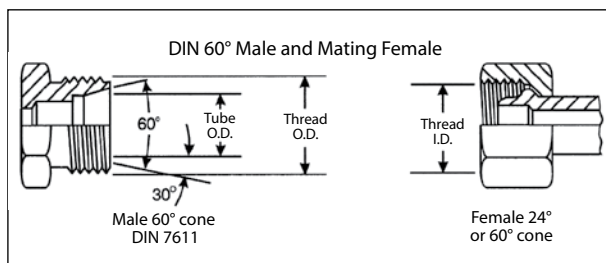 DIN 60° Male and Mating Female
60°
Tube
O.D.
Thread
O.D.
Thread
I.D.
30°
Male 60° cone
DIN 7611
Female 24°
or 60° cone